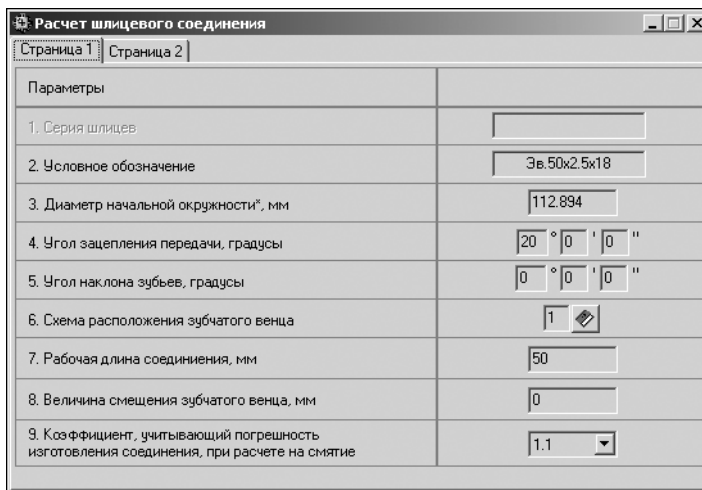 Расчет шлицевого соединения
Страница 1 Страница 2
Параметры
1. Серия шлицев
2. Условное обозначение Эв.50x2.5x18
3. Диаметр начальной окружности*, мм 112.894
4. Угол зацепления передачи, градусы 20 ° 0 ' 0 "
5. Угол наклона зубьев, градусы 0 ° 0 ' 0 "
6. Схема расположения зубчатого венца 1
7. Рабочая длина соединиения, мм 50
8. Величина смещения зубчатого венца, мм 0
9. Коэффициент, учитывающий погрешность
изготовления соединения, при расчете на смятие 1.1